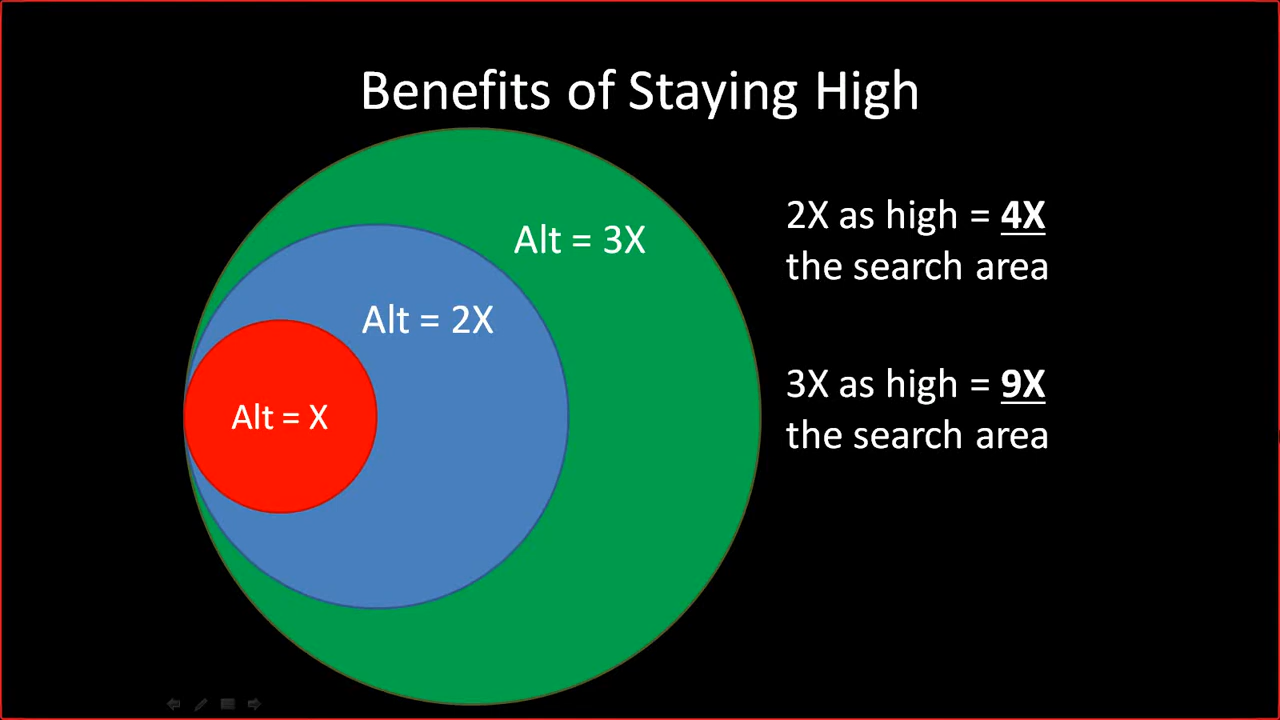 Benefits of Staying High
Alt = 3X
Alt = 2X
Alt = X
2X as high = 4X
the search area
3X as high = 9X
the search area